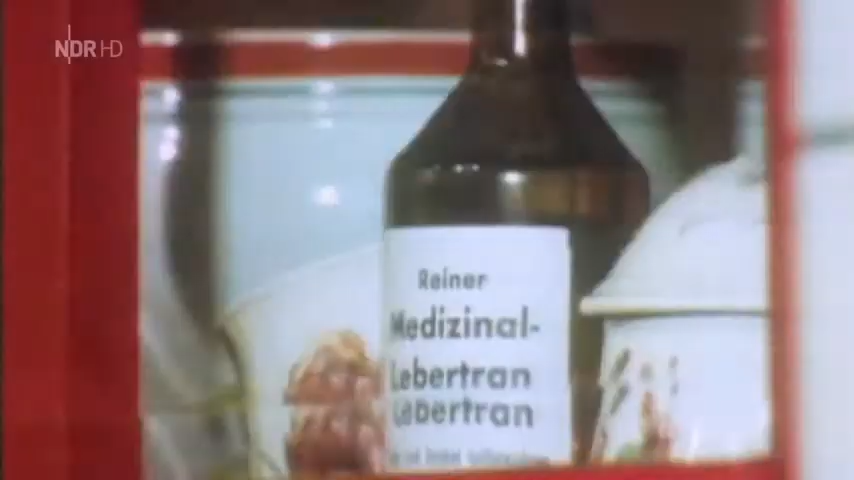 NDR HD
Reiner
Medizinal-
Lebertran
Lebertran